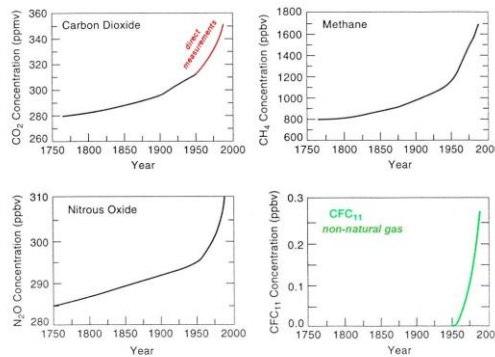 Carbon Dioxide
direct
measurements
CO2 Concentration (ppmv)
360
340
320
300
280
260
1750 1800 1850 1900 1950 2000
Year
Methane
CH4 Concentration (ppbv)
1800
1600
1400
1200
1000
800
600
1750 1800 1850 1900 1950 2000
Year
Nitrous Oxide
N2O Concentration (ppbv)
310
300
290
280
1750 1800 1850 1900 1950 2000
Year
CFC11
non-natural gas
CFC11 Concentration (ppbv)
0.3
0.2
0.1
0.0
1750 1800 1850 1900 1950 2000
Year